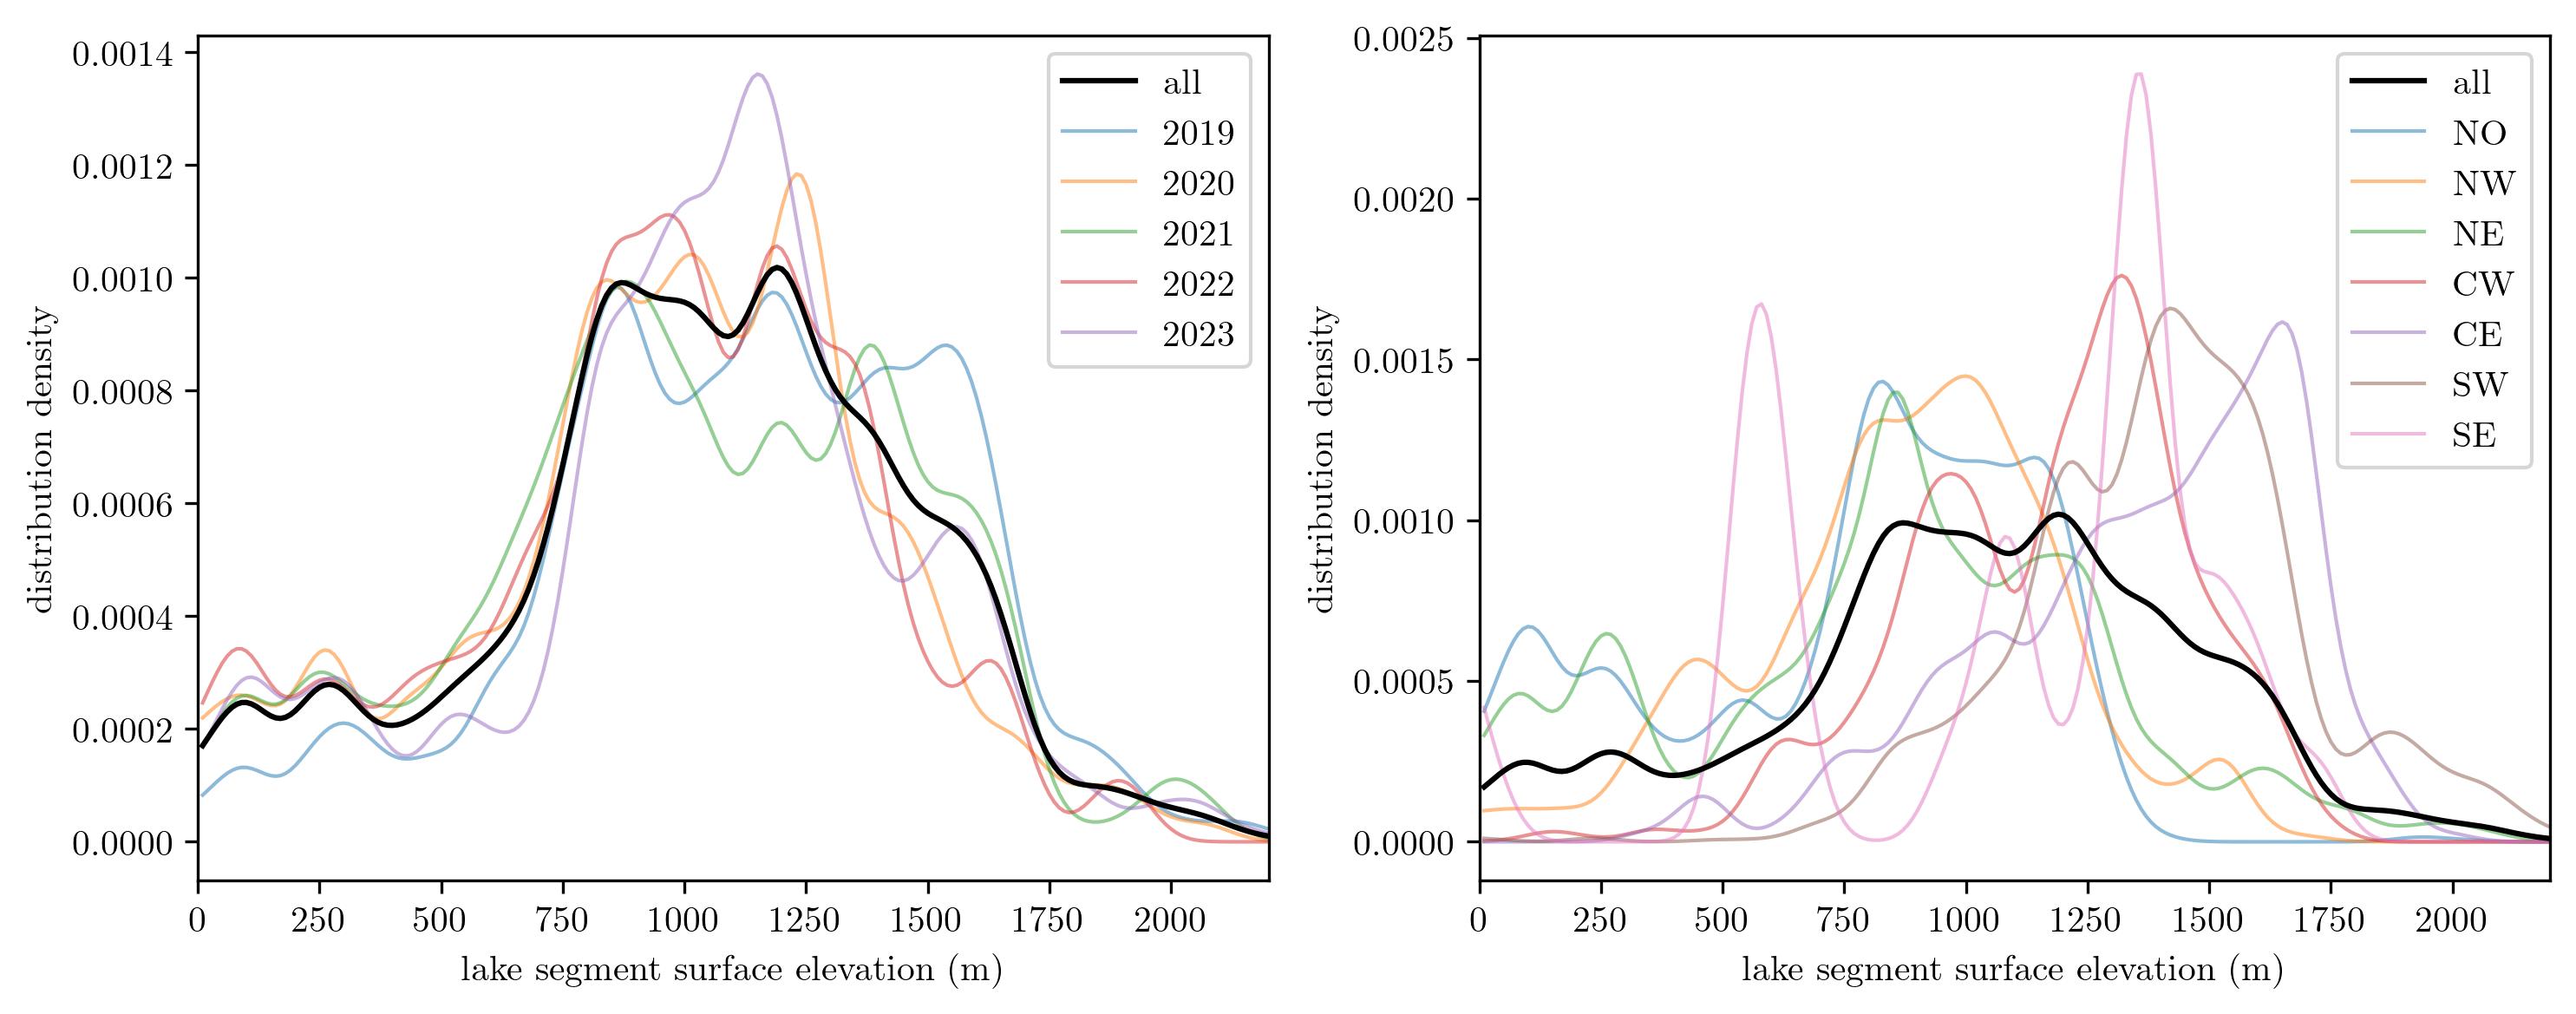 0.0014
0.0012
0.0010
0.0008
0.0006
0.0004
0.0002
0.0000
distribution density
0 250 500 750 1000 1250 1500 1750 2000
lake segment surface elevation (m)
all
2019
2020
2021
2022
2023
0.0025
0.0020
0.0015
0.0010
0.0005
0.0000
distribution density
0 250 500 750 1000 1250 1500 1750 2000
lake segment surface elevation (m)
all
NO
NW
NE
CW
CE
SW
SE